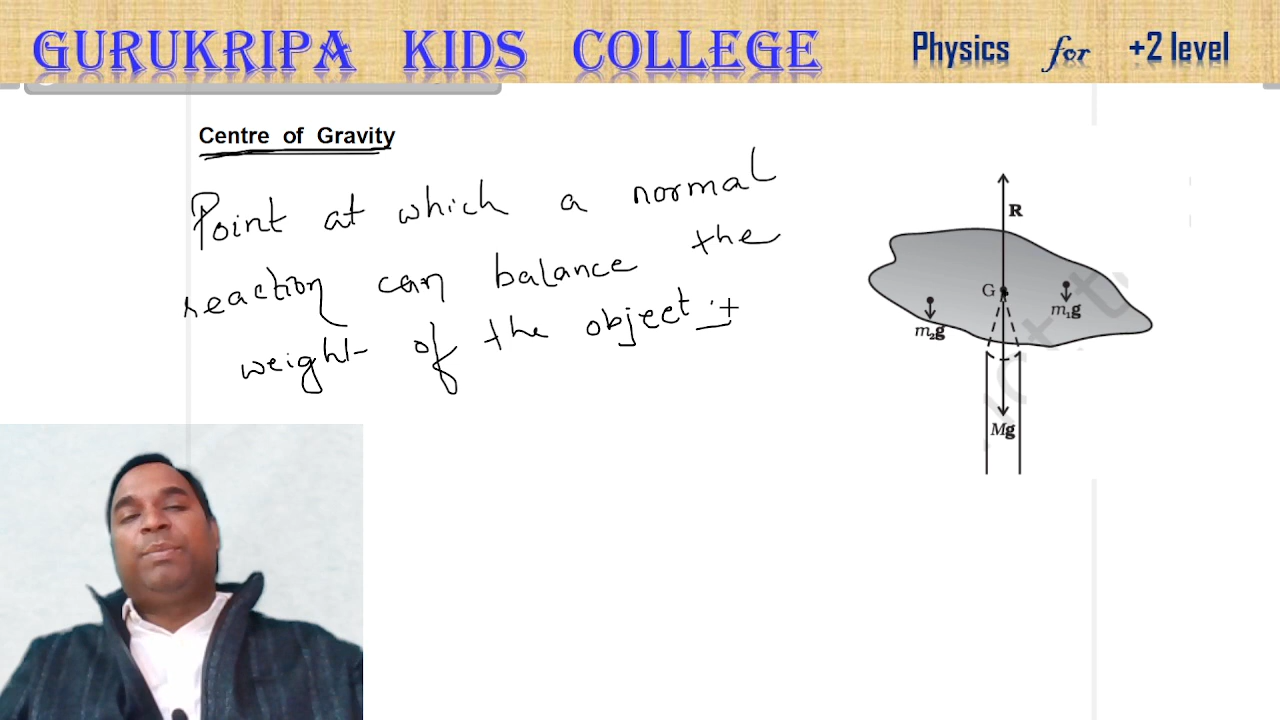 GURUKRIPA KIDS COLLEGE
Physics for +2 level
Centre of Gravity
Point at which a normal
reaction can balance the
weight of the object
R
G
m₁g
m₂g
Mg